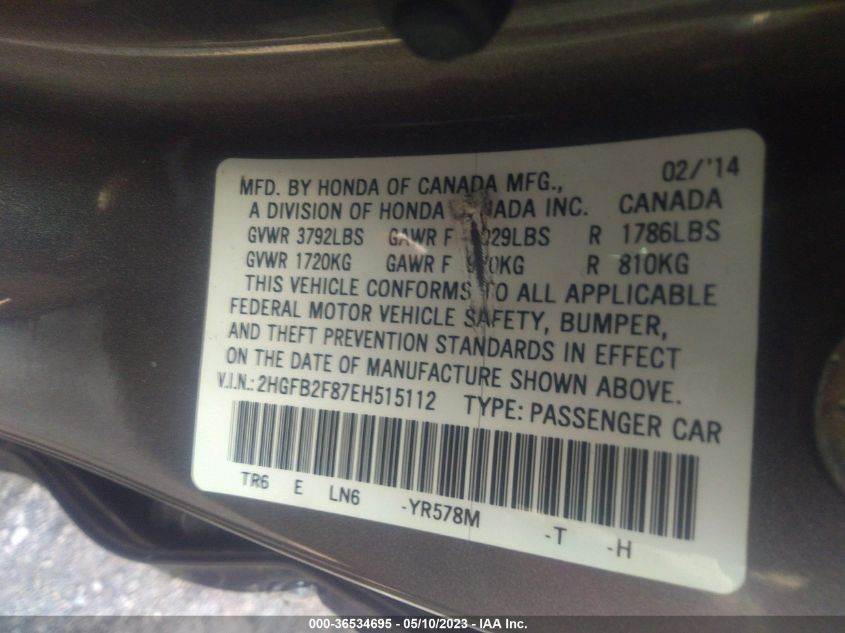 02/'14
MFD. BY HONDA OF CANADA MFG.,
A DIVISION OF HONDA CANADA INC. CANADA
GVWR 3792LBS GAWR F R 1786LBS
GVWR 1720KG GAWR F R 810KG
THIS VEHICLE CONFORMS TO ALL APPLICABLE
FEDERAL MOTOR VEHICLE SAFETY, BUMPER,
AND THEFT PREVENTION STANDARDS IN EFFECT
ON THE DATE OF MANUFACTURE SHOWN ABOVE.
V.I.N.: 2HGFB2F87EH515112 TYPE: PASSENGER CAR
TR6 E LN6 -YR578M -T -H
000-36534695 - 05/10/2023 - IAA Inc.